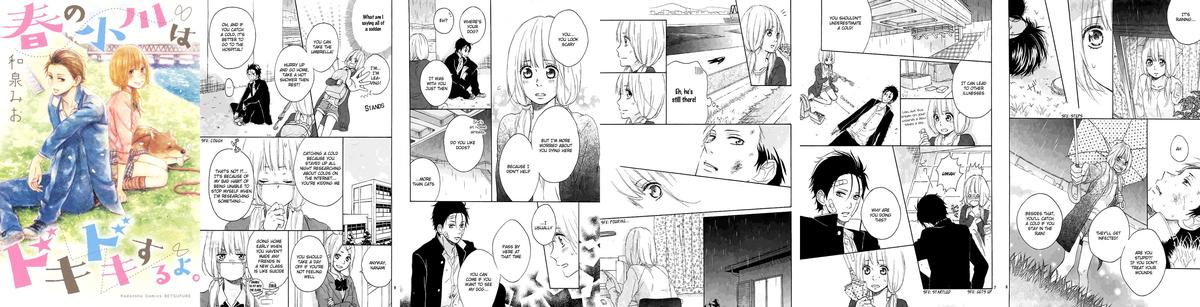 春の小川は
和泉みお
ドキドキするよ。
Kodansha Comics BETSUFURE
What am I
saying all of
a sudden
OH, AND IF
YOU CATCH
A COLD, IT'S
BETTER TO
GO TO THE
HOSPITAL!
YOU CAN
TAKE THE
UMBRELLA!
HURRY UP
AND GO HOME,
TAKE A HOT
SHOWER THEN
REST!
I'M...
I'M
LEA-
VING!
STANDS
SFX: COUGH
CATCHING A COLD
BECAUSE YOU
STAYED UP ALL
NIGHT RESEARCHING
ABOUT COLDS ON
THE INTERNET...
YOU'RE KIDDING ME
THAT'S NOT IT...
IT'S BECAUSE OF
MY BAD HABIT OF
BEING UNABLE TO
STOP MYSELF WHEN
I'M RESEARCHING
SOMETHING...
GOING HOME
EARLY WHEN YOU
HAVEN'T MADE ANY
FRIENDS IN
A NEW CLASS
IS LIKE SUICIDE
YOU SHOULD
TAKE A DAY
OFF IF YOU'RE
NOT FEELING
WELL
ANYWAY,
NANAMI
EH?
WHERE'S
YOUR
DOG?
IT WAS
WITH YOU
JUST THEN
DO YOU LIKE
DOGS?
...MORE
THAN CATS
YOU...
YOU LOOK
SCARY
BUT I'M MORE
WORRIED ABOUT
YOU DYING HERE
BECAUSE I
DIDN'T HELP
...I
USUALLY
PASS BY
HERE AT
THAT TIME
YOU CAN
COME IF YOU
WANT TO SEE
MY DOG...
Eh, he's
still there!
SFX: POURING...
YOU SHOULDN'T
UNDERESTIMATE
A COLD!
IT CAN LEAD
TO OTHER
ILLNESSES
WHY ARE
YOU DOING
THIS?
UWAH!
SFX: STARTLED
SFX: GETS UP
IT'S
RAINING...
SFX: STEPS
AH
BESIDES THAT,
YOU'LL CATCH
A COLD IF
YOU STAY IN
THE RAIN!
THEY'LL GET
INFECTED!
ARE YOU
STUPID?!
IF YOU DON'T
TREAT YOUR
WOUNDS